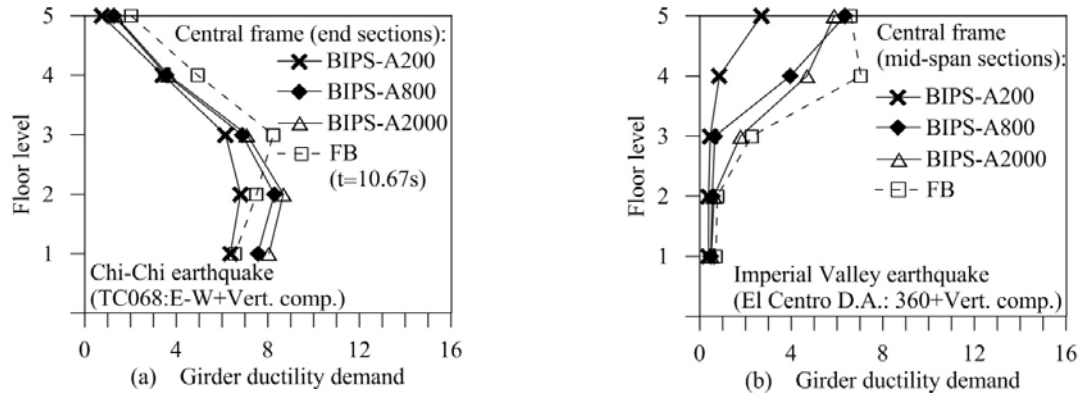 5
4
3
2
1
Floor level
Central frame (end sections):
BIPS-A200
BIPS-A800
BIPS-A2000
FB
(t=10.67s)
Chi-Chi earthquake
(TC068:E-W+Vert. comp.)
0 4 8 12 16
(a) Girder ductility demand
5
4
3
2
1
Floor level
Central frame
(mid-span sections):
BIPS-A200
BIPS-A800
BIPS-A2000
FB
Imperial Valley earthquake
(El Centro D.A.: 360+Vert. comp.)
0 4 8 12 16
(b) Girder ductility demand